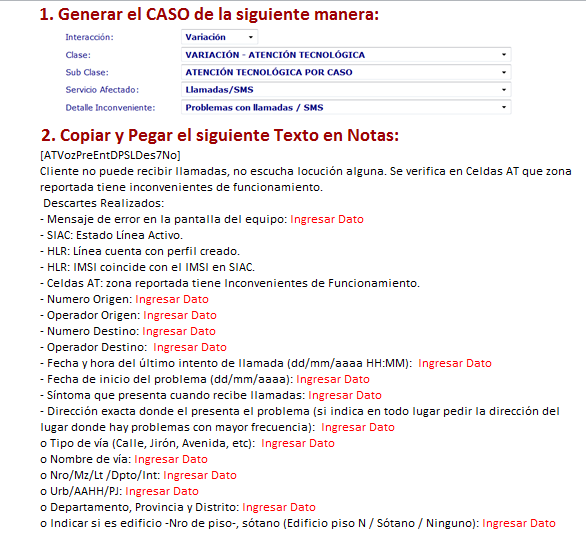 1. Generar el CASO de la siguiente manera:
Interacción: Variación
Clase: VARIACIÓN - ATENCIÓN TECNOLÓGICA
Sub Clase: ATENCIÓN TECNOLÓGICA POR CASO
Servicio Afectado: Llamadas/SMS
Detalle Inconveniente: Problemas con llamadas / SMS
2. Copiar y Pegar el siguiente Texto en Notas:
[ATVozPreEntDPSLDes7No]
Cliente no puede recibir llamadas, no escucha locución alguna. Se verifica en Celdas AT que zona
reportada tiene inconvenientes de funcionamiento.
Descartes Realizados:
- Mensaje de error en la pantalla del equipo: Ingresar Dato
- SIAC: Estado Línea Activo.
- HLR: Línea cuenta con perfil creado.
- HLR: IMSI coincide con el IMSI en SIAC.
- Celdas AT: zona reportada tiene Inconvenientes de Funcionamiento.
- Numero Origen: Ingresar Dato
- Operador Origen: Ingresar Dato
- Numero Destino: Ingresar Dato
- Operador Destino: Ingresar Dato
- Fecha y hora del último intento de llamada (dd/mm/aaaa HH:MM): Ingresar Dato
- Fecha de inicio del problema (dd/mm/aaaa): Ingresar Dato
- Síntoma que presenta cuando recibe llamadas: Ingresar Dato
- Dirección exacta donde el presenta el problema (si indica en todo lugar pedir la dirección del
lugar donde hay problemas con mayor frecuencia): Ingresar Dato
o Tipo de vía (Calle, Jirón, Avenida, etc): Ingresar Dato
o Nombre de vía: Ingresar Dato
o Nro/Mz/Lt /Dpto/Int: Ingresar Dato
o Urb/AAHH/PJ: Ingresar Dato
o Departamento, Provincia y Distrito: Ingresar Dato
o Indicar si es edificio -Nro de piso-, sótano (Edificio piso N / Sótano / Ninguno): Ingresar Dato